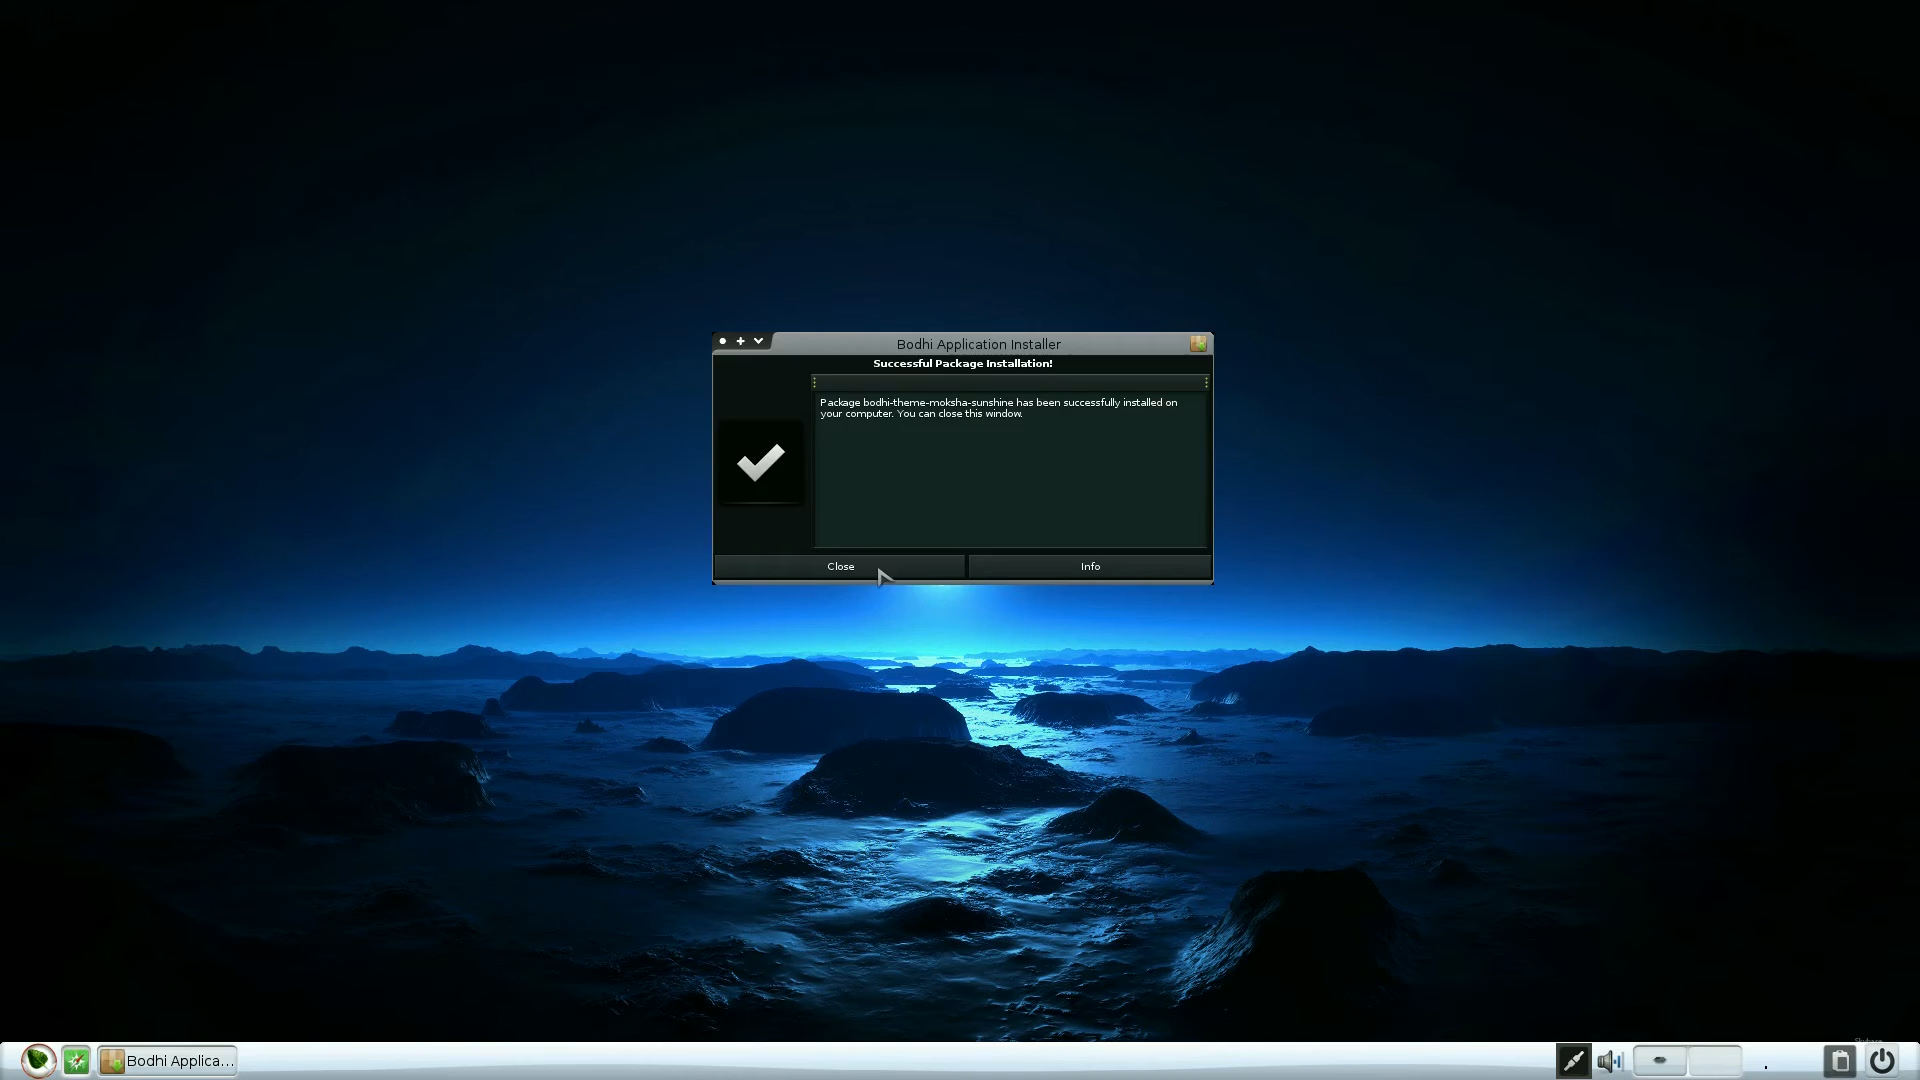 Bodhi Application Installer
Successful Package Installation!
Package bodhi-theme-moksha-sunshine has been successfully installed on
your computer. You can close this window.
Close
Info
Bodhi Applica...